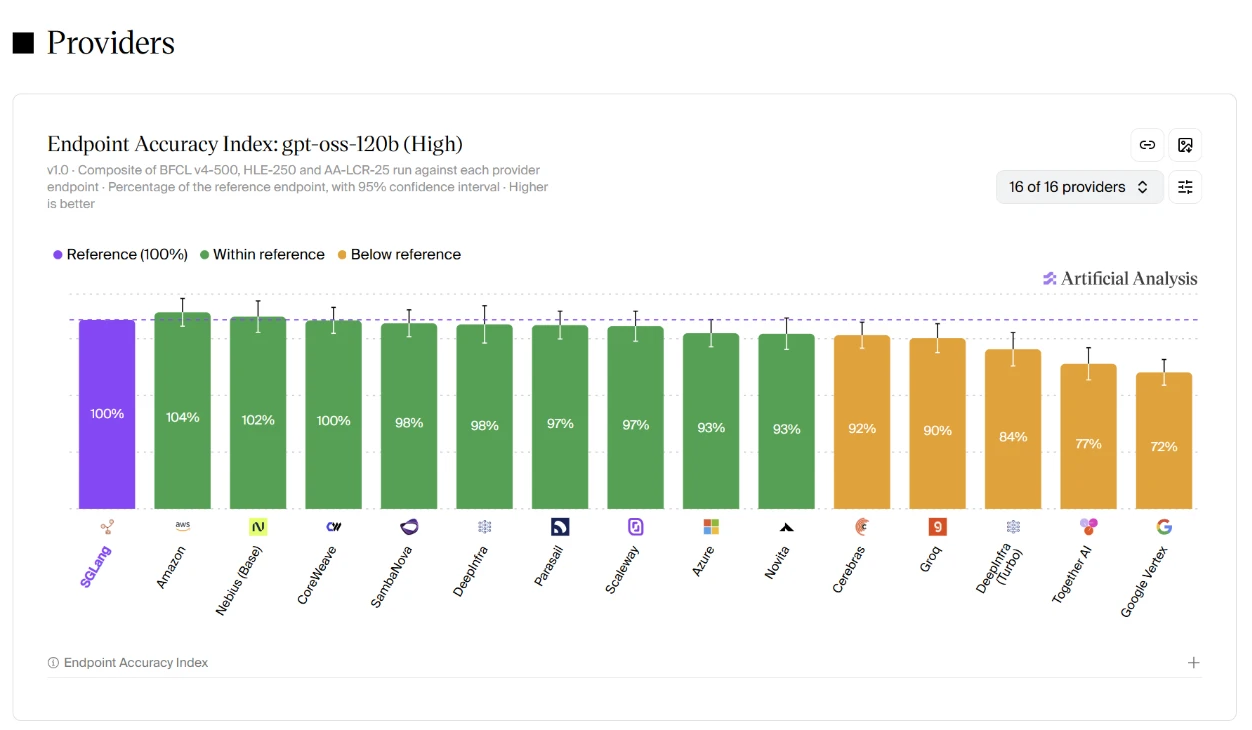 Providers
Endpoint Accuracy Index: gpt-oss-120b (High)
v1.0 · Composite of BFCL v4-500, HLE-250 and AA-LCR-25 run against each provider
endpoint · Percentage of the reference endpoint, with 95% confidence interval · Higher
is better
16 of 16 providers
Reference (100%) Within reference Below reference
Artificial Analysis
100% 104% 102% 100% 98% 98% 97% 97% 93% 93% 92% 90% 84% 77% 72%
aws
SGLang
Amazon
Nebius (Base)
CoreWeave
SambaNova
DeepInfra
Parasail
Scaleway
Azure
Novita
Cerebras
Groq
DeepInfra
(Turbo)
Together AI
Google Vertex
Endpoint Accuracy Index